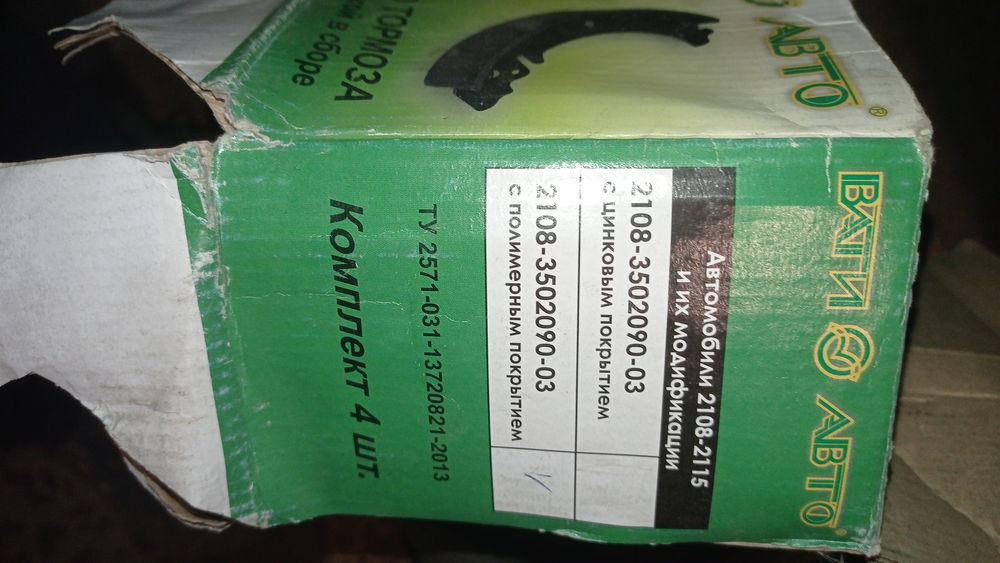 АВТО®
ТОРМОЗА
в сборе
ВАТИ АВТО®
Автомобили 2108-2115
и их модификации
2108-3502090-03
с цинковым покрытием
2108-3502090-03
с полимерным покрытием
V
ТУ 2571-031-13720821-2013
Комплект 4 шт.